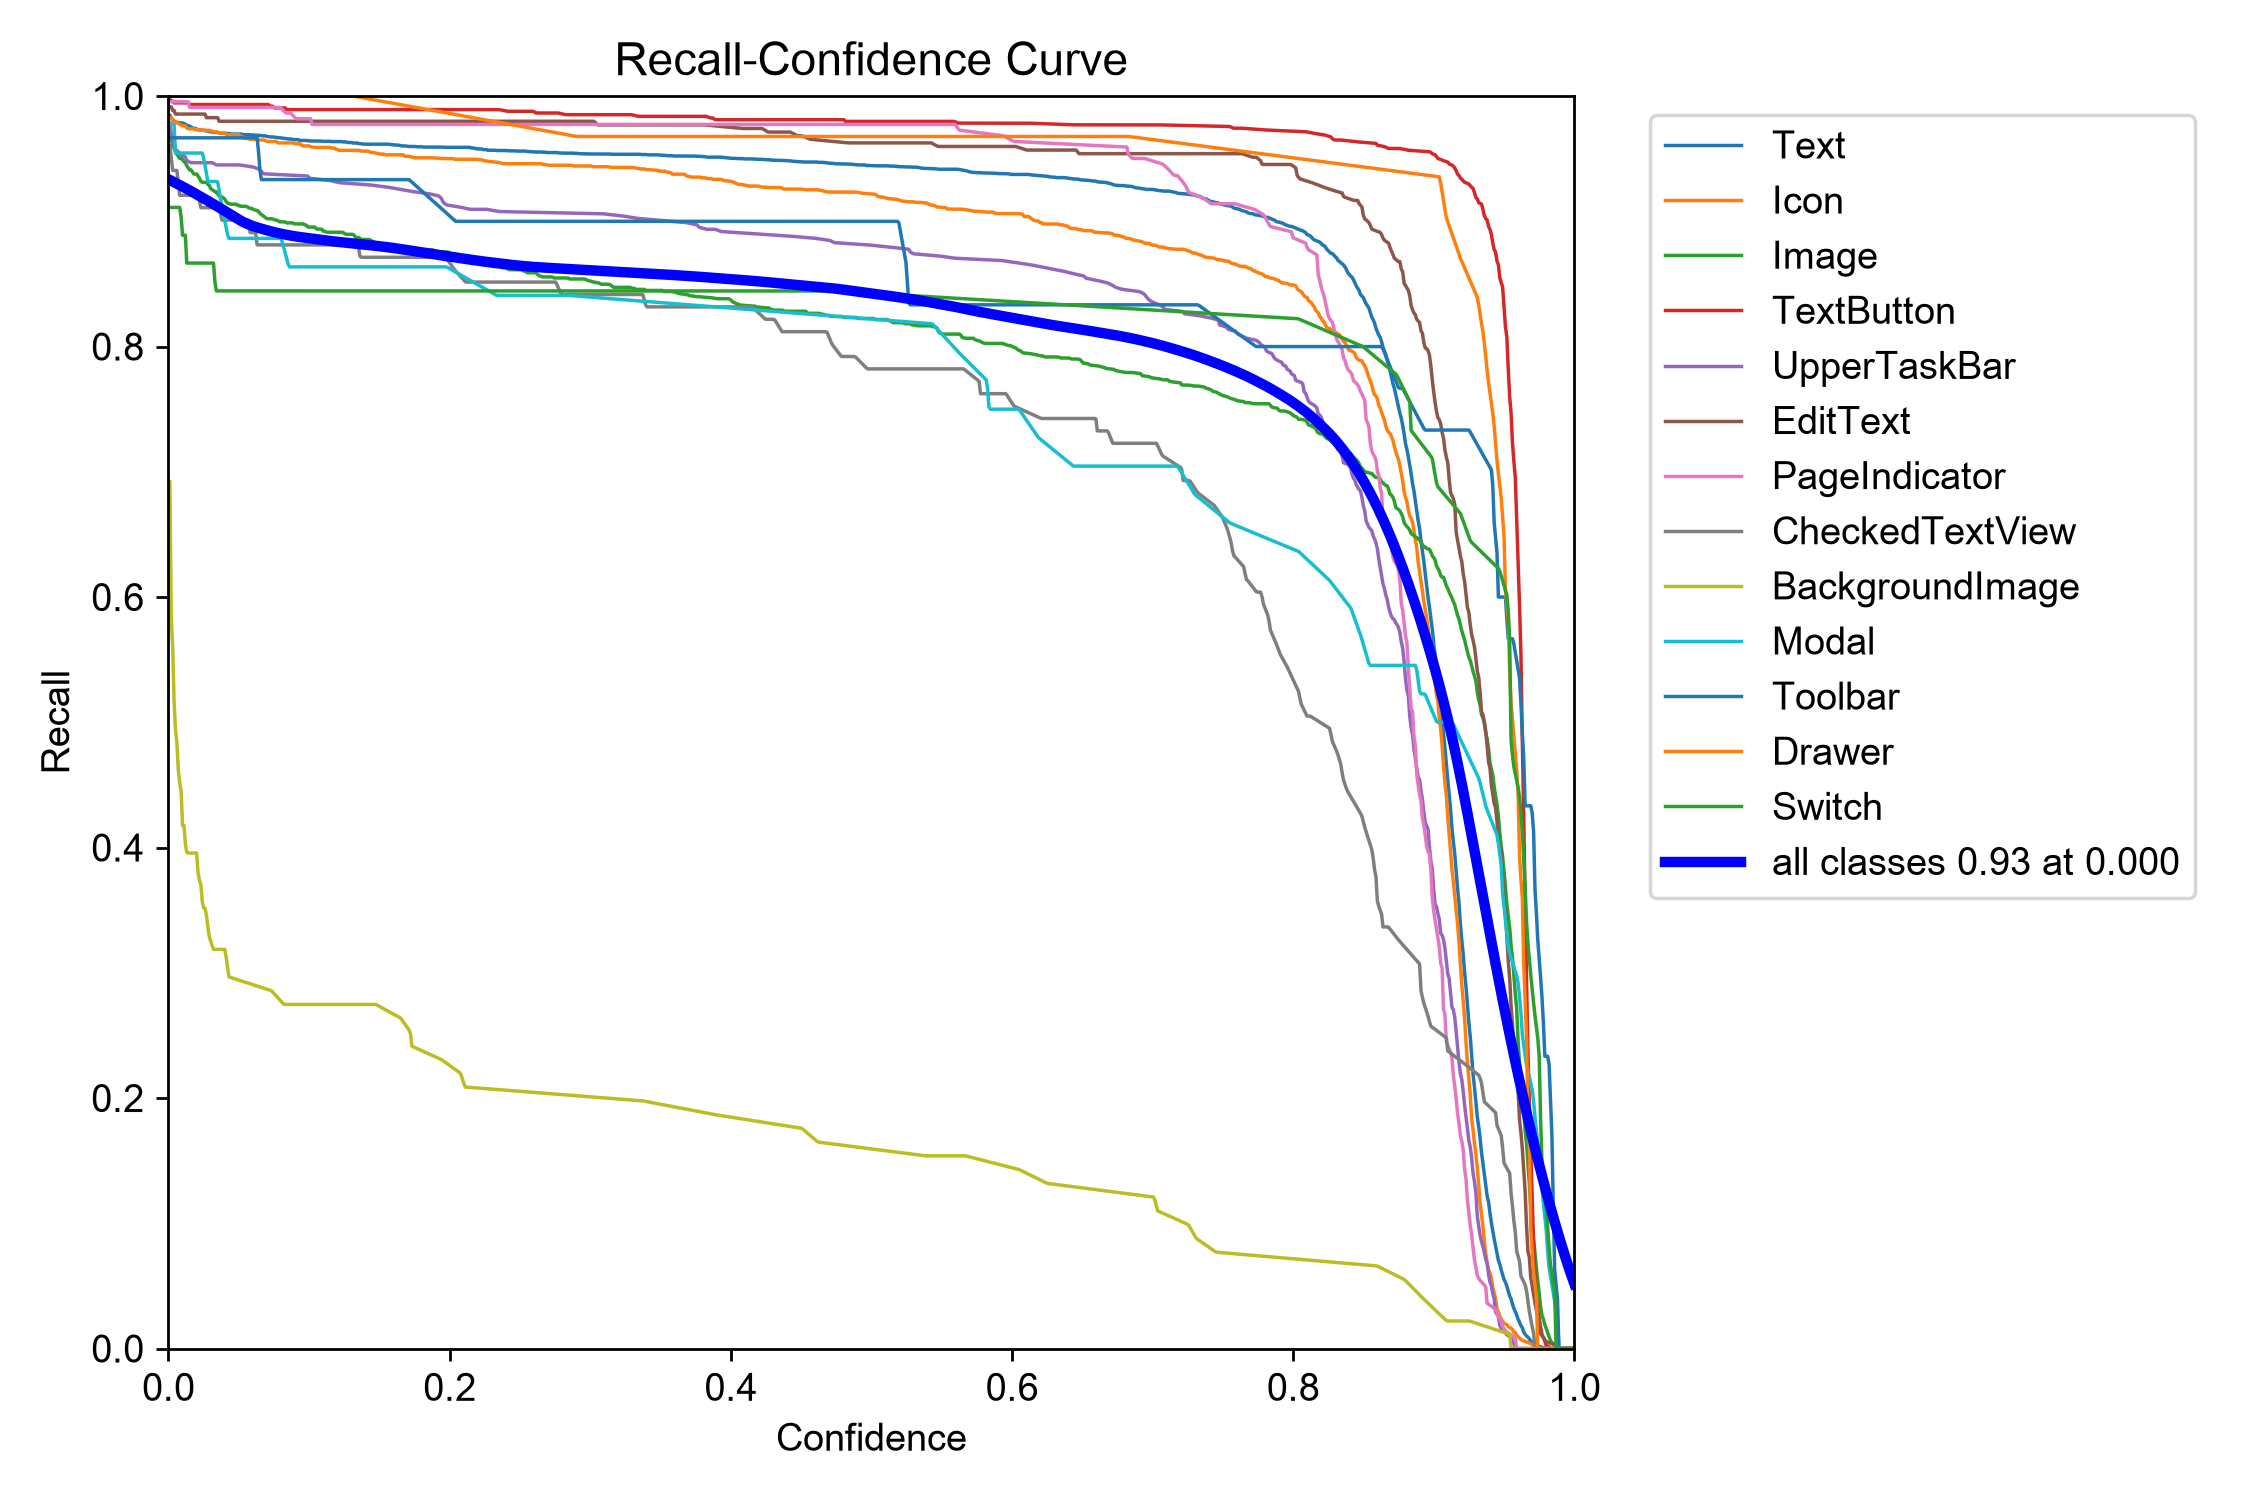 Recall-Confidence Curve
1.0
0.8
0.6
0.4
0.2
0.0
Recall
0.0 0.2 0.4 0.6 0.8 1.0
Confidence
Text
Icon
Image
TextButton
UpperTaskBar
EditText
PageIndicator
CheckedTextView
BackgroundImage
Modal
Toolbar
Drawer
Switch
all classes 0.93 at 0.000